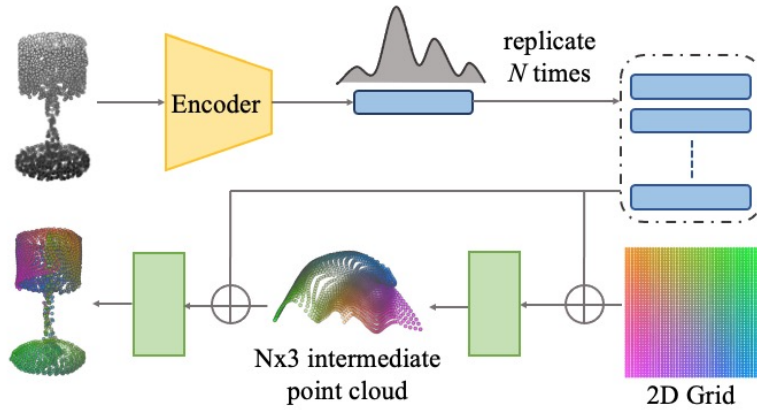 replicate
N times
Encoder
Nx3 intermediate
point cloud
2D Grid